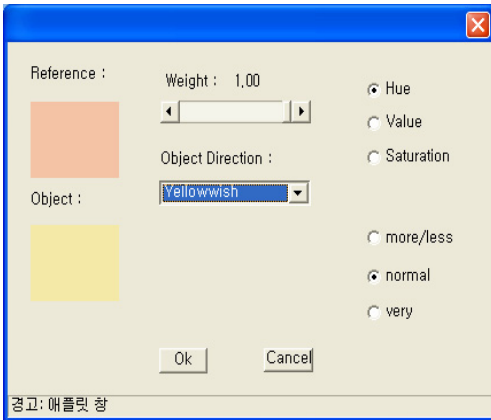 Reference :
Weight : 1,00
Hue
Value
Object Direction :
Saturation
Object :
Yellowwish
more/less
normal
very
Ok
Cancel
경고: 애플릿 창